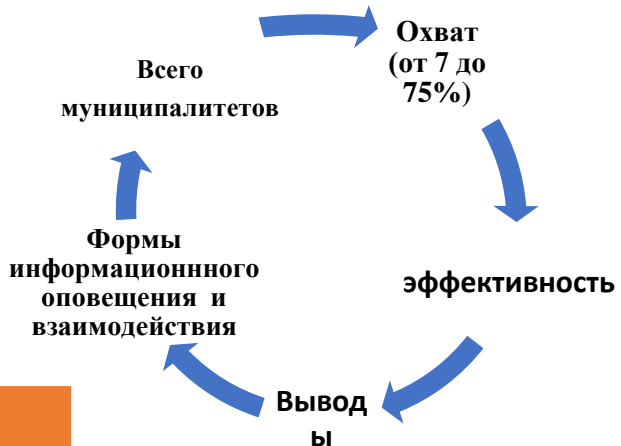 Всего
муниципалитетов
Охват
(от 7 до
75%)
эффективность
Вывод
ы
Формы
информационнного
оповещения и
взаимодействия